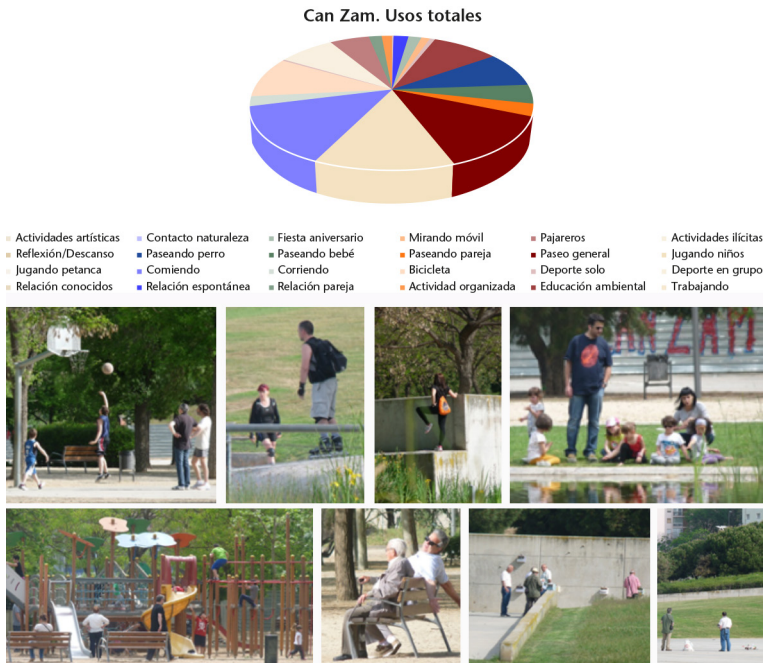 Can Zam. Usos totales
Actividades artísticas Contacto naturaleza Fiesta aniversario Mirando móvil Pajareros Actividades ilícitas
Reflexión/Descanso Paseando perro Paseando bebé Paseando pareja Paseo general Jugando niños
Jugando petanca Comiendo Corriendo Bicicleta Deporte solo Deporte en grupo
Relación conocidos Relación espontánea Relación pareja Actividad organizada Educación ambiental Trabajando
ZAM